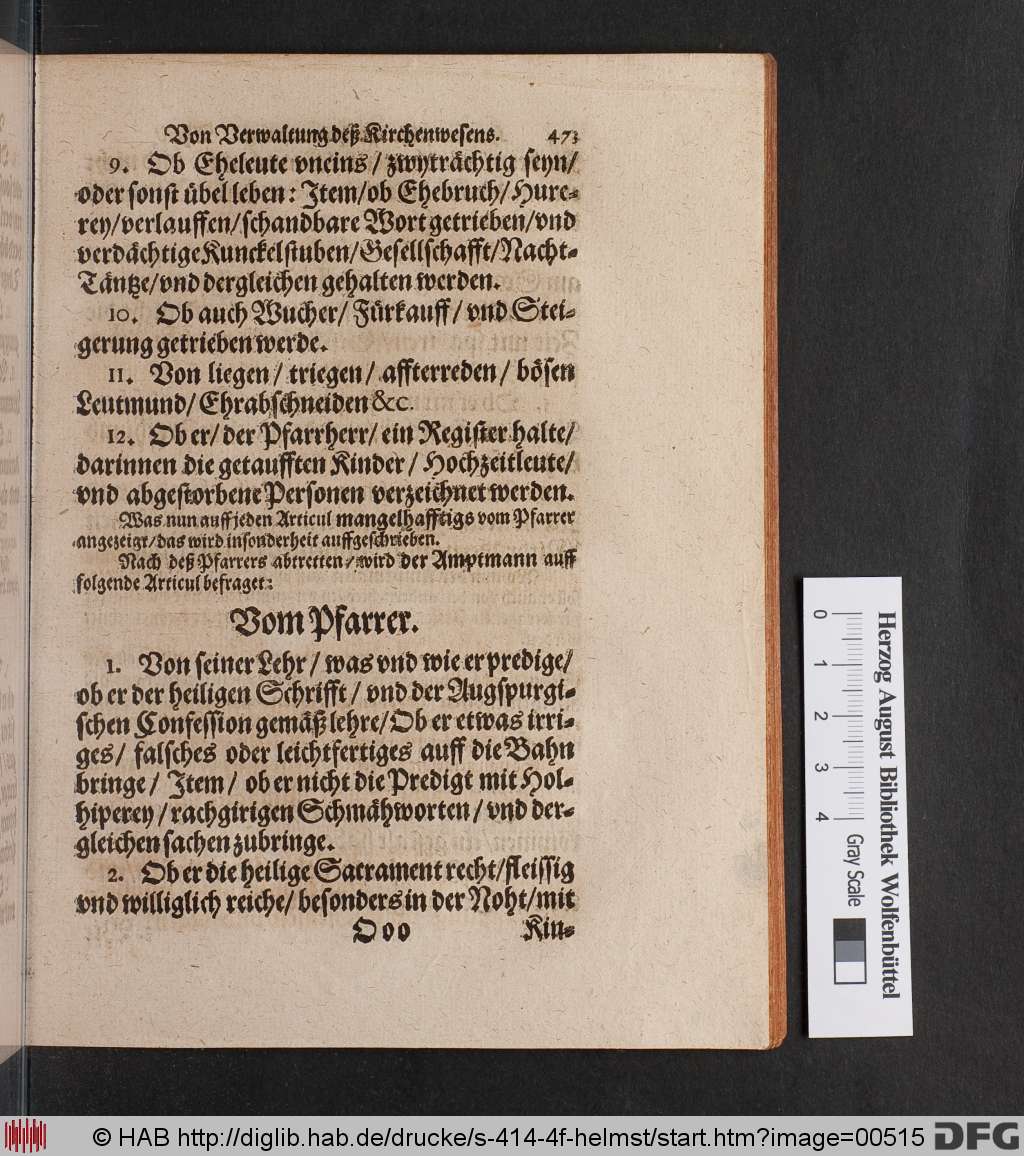 Von Verwaltung deß Kirchenwesens. 473
9. Ob Eheleute vneins / zwyträchtig seyn/
oder sonst übel leben: Item/ob Ehebruch/Hure-
rey/verlauffen/schandbare Wort getrieben/vnd
verdächtige Kunckelstuben/Gesellschafft/Nacht-
Täntze/vnd dergleichen gehalten werden.
10. Ob auch Wucher/ Fürkauff / vnd Stei-
gerung getrieben werde.
11. Von liegen / triegen / affterreden / bösen
Leutmund/ Ehrabschneiden &c.
12. Ob er/ der Pfarrherr/ ein Register halte/
darinnen die getaufften Kinder / Hochzeitleute/
vnd abgestorbene Personen verzeichnet werden.
Was nun auff jeden Articul mangelhafftigs vom Pfarrer
angezeigt/das wird insonderheit auffgeschrieben.
Nach deß Pfarrers abtretten / wird der Amptmann auff
folgende Articul befraget:
Vom Pfarrer.
1. Von seiner Lehr / was vnd wie er predige/
ob er der heiligen Schrifft / vnd der Augspurgi-
schen Confession gemäß lehre/Ob er etwas irri-
ges/ falsches oder leichtfertiges auff die Bahn
bringe / Item / ob er nicht die Predigt mit Hol-
hiperey / rachgirigen Schmähworten / vnd der-
gleichen sachen zubringe.
2. Ob er die heilige Sacrament recht/fleissig
vnd williglich reiche/ besonders in der Noht/mit
Ooo Kin-
0 1 2 3 4
Gray Scale
Herzog August Bibliothek Wolfenbüttel
© HAB http://diglib.hab.de/drucke/s-414-4f-helmst/start.htm?image=00515 DFG